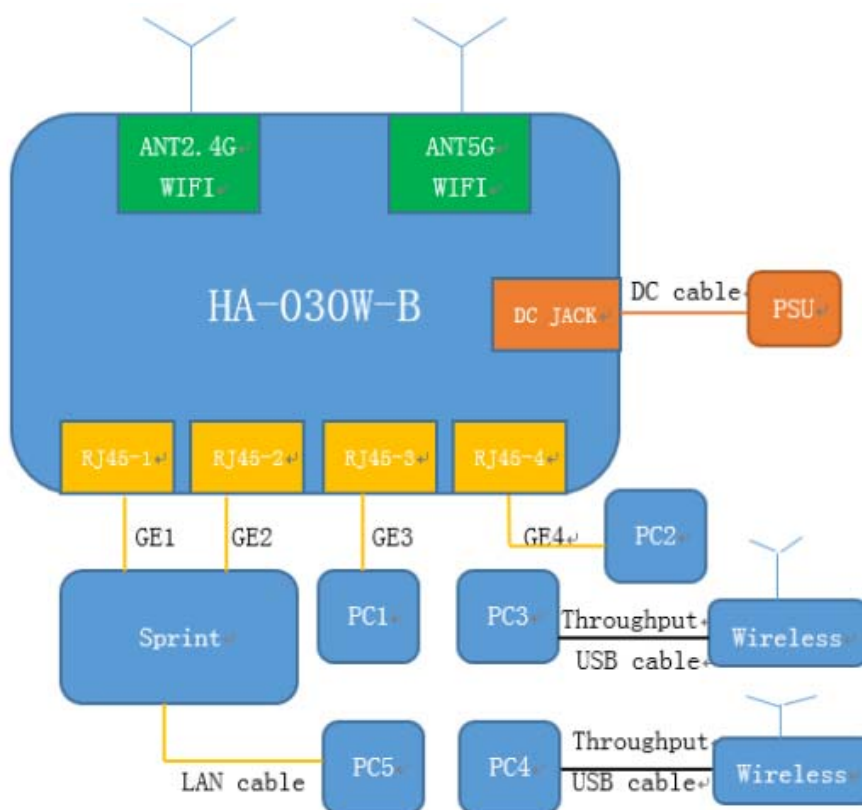 ANT2.4G
WIFI
ANT5G
WIFI
HA-030W-B
DC JACK
DC cable
PSU
RJ45-1
RJ45-2
RJ45-3
RJ45-4
GE1
GE2
GE3
GE4
PC2
Sprint
PC1
PC3
Throughput
USB cable
Wireless
LAN cable
PC5
PC4
Throughput
USB cable
Wireless